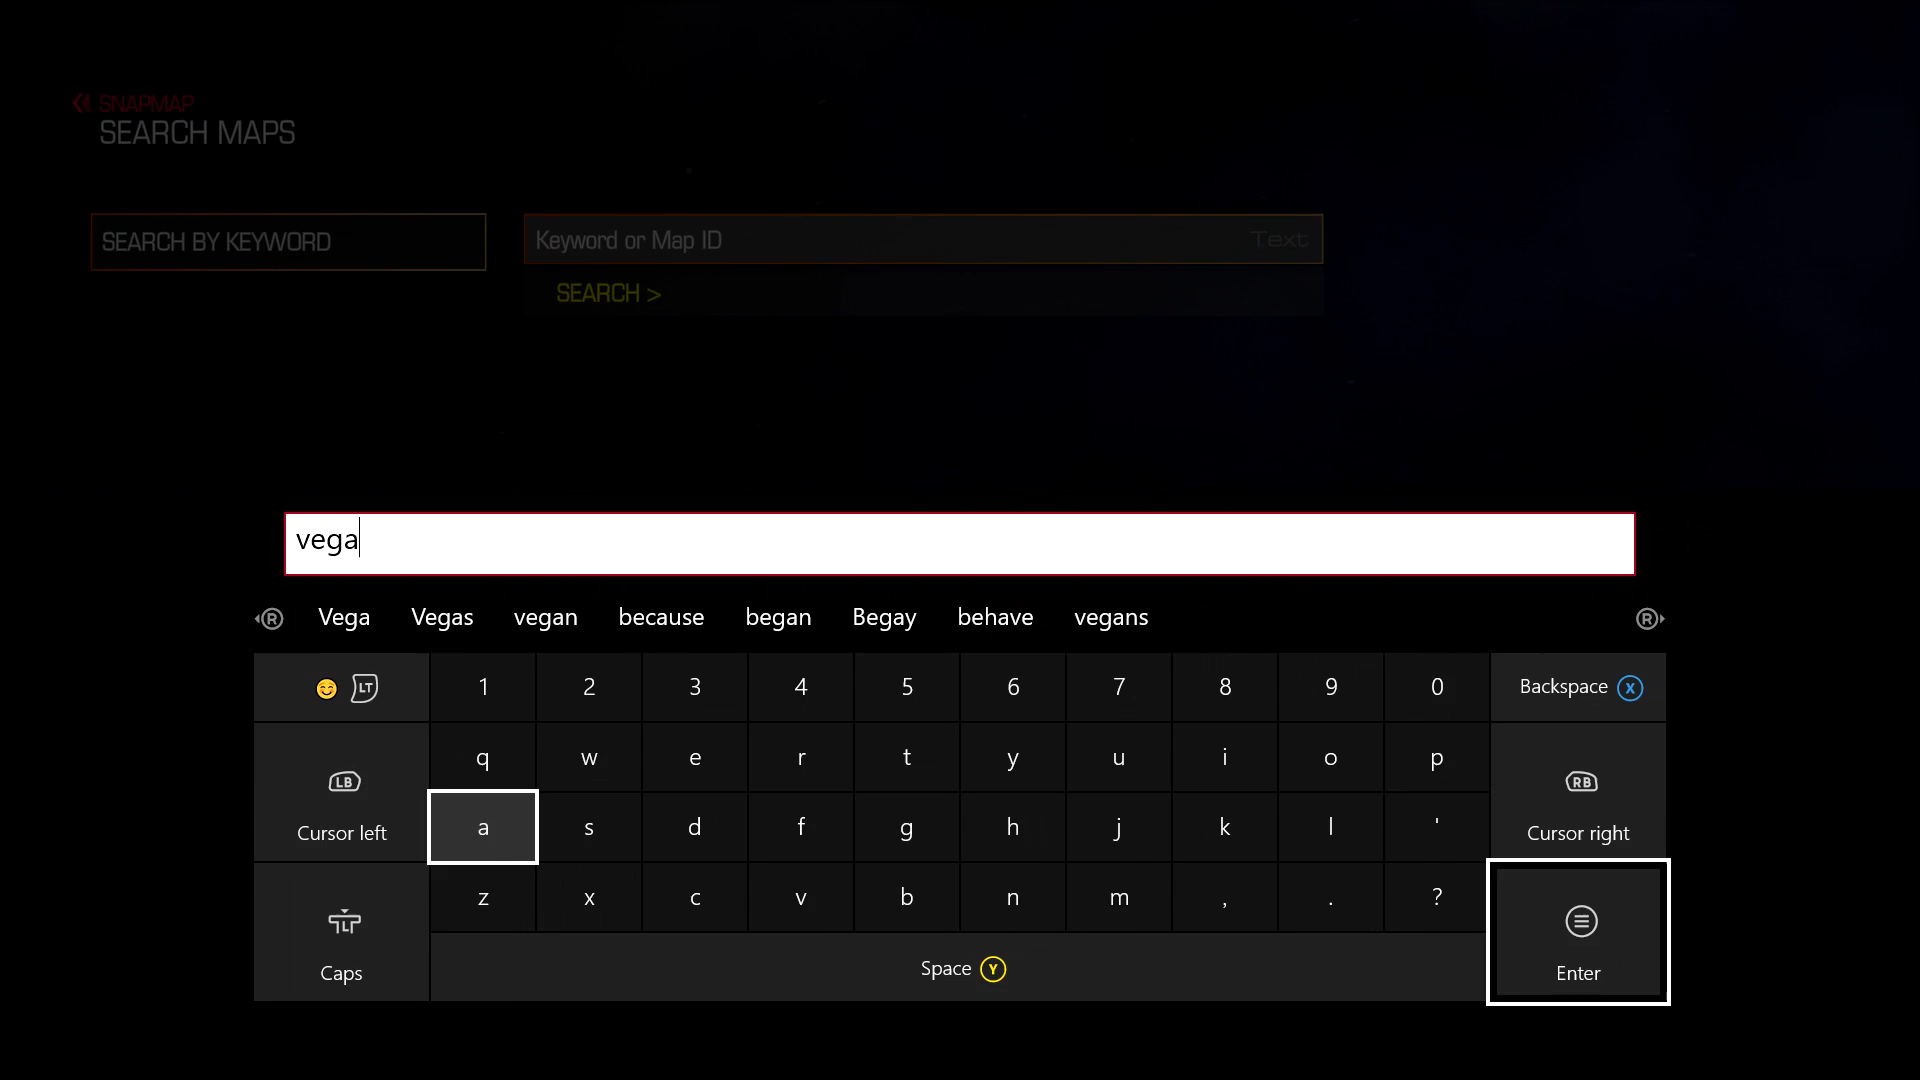 SNAPMAP
SEARCH MAPS
SEARCH BY KEYWORD
Keyword or Map ID Text
SEARCH >
vega
R Vega Vegas vegan because began Begay behave vegans R
😊 LT 1 2 3 4 5 6 7 8 9 0 Backspace X
q w e r t y u i o p
LB RB
Cursor left a s d f g h j k l ' Cursor right
z x c v b n m , . ?
LT
Caps Space Y Enter